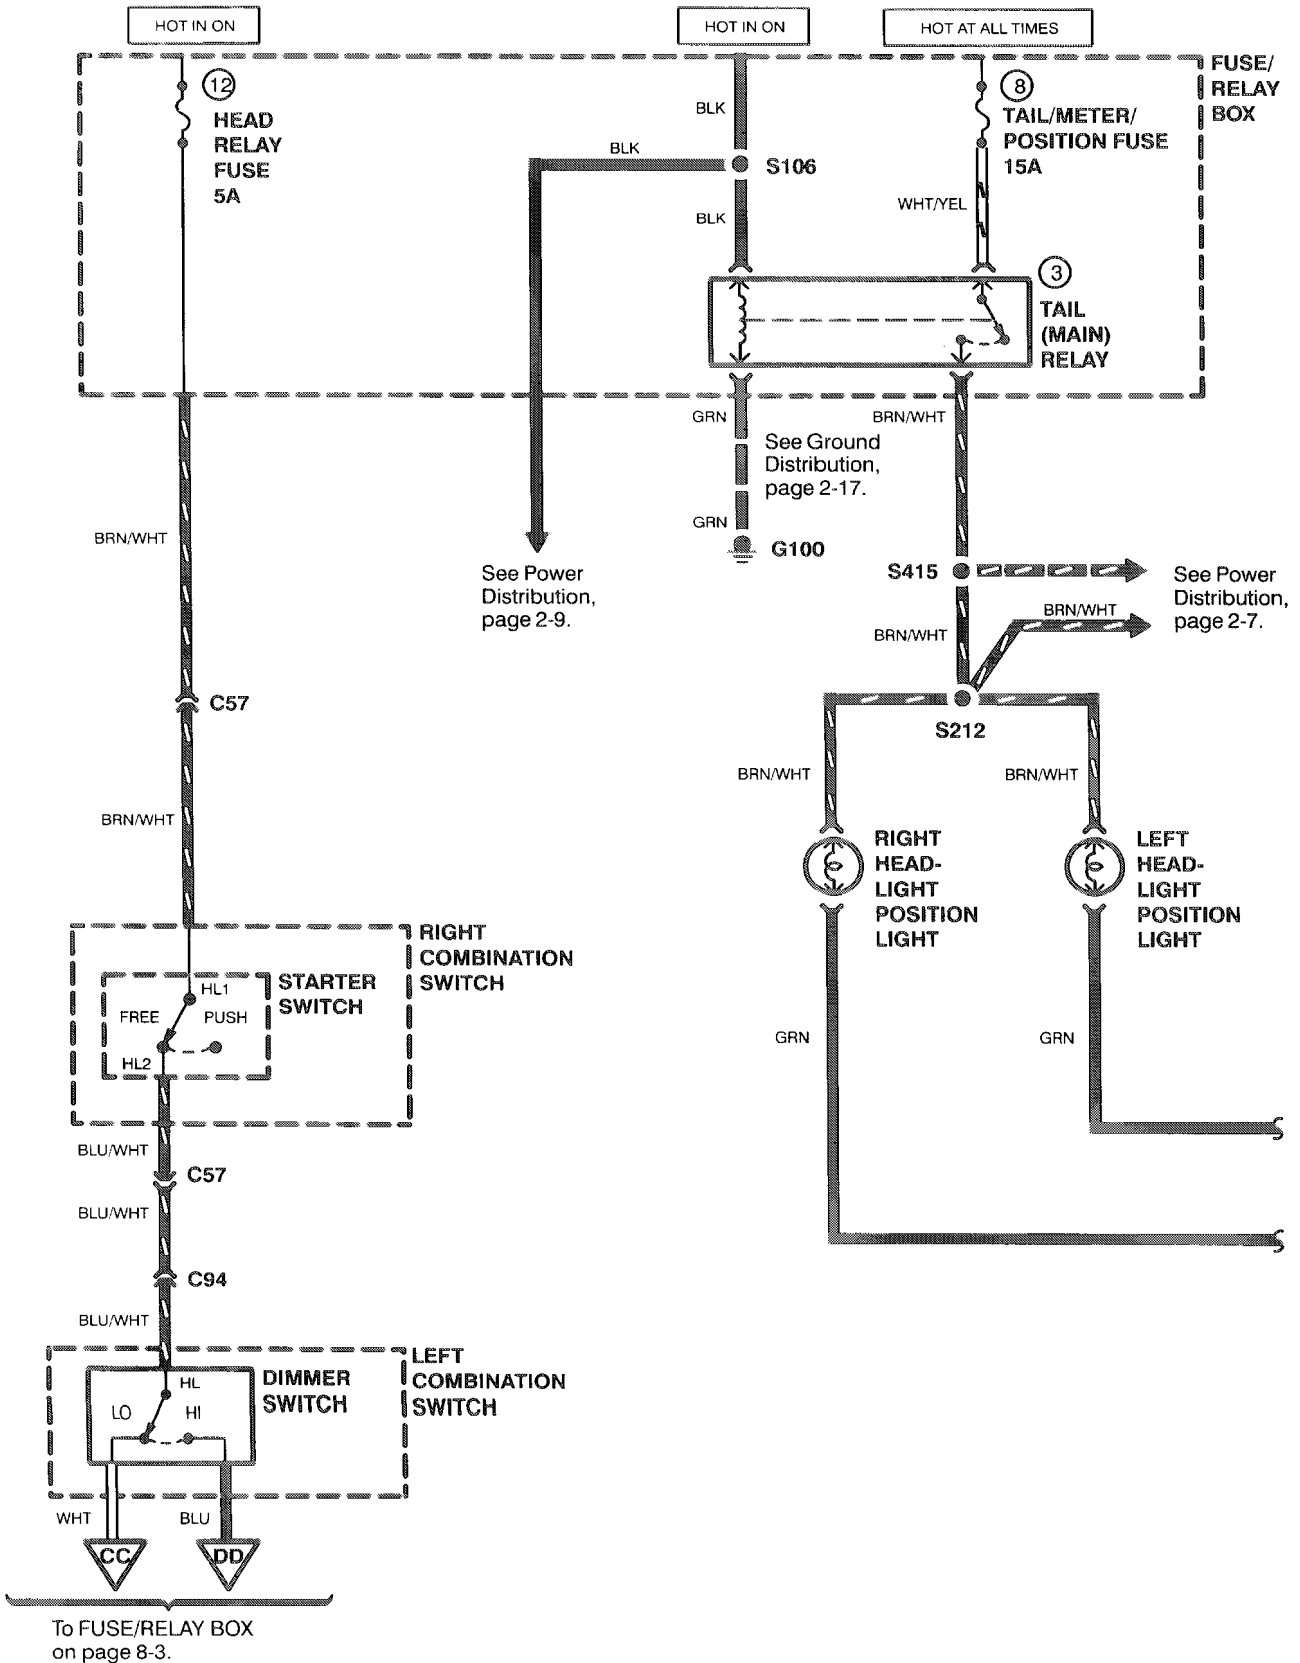 HOT IN ON
HOT IN ON
HOT AT ALL TIMES
FUSE/
RELAY
BOX
12
HEAD
RELAY
FUSE
5A
BLK
BLK
S106
BLK
8
TAIL/METER/
POSITION FUSE
15A
WHT/YEL
3
TAIL
(MAIN)
RELAY
GRN
See Ground
Distribution,
page 2-17.
GRN
G100
BRN/WHT
BRN/WHT
See Power
Distribution,
page 2-9.
S415
See Power
Distribution,
page 2-7.
BRN/WHT
BRN/WHT
S212
C57
BRN/WHT
BRN/WHT
BRN/WHT
RIGHT
HEAD-
LIGHT
POSITION
LIGHT
LEFT
HEAD-
LIGHT
POSITION
LIGHT
RIGHT
COMBINATION
SWITCH
STARTER
SWITCH
HL1
FREE
PUSH
HL2
GRN
GRN
BLU/WHT
C57
BLU/WHT
C94
BLU/WHT
LEFT
COMBINATION
SWITCH
DIMMER
SWITCH
HL
LO
HI
WHT
BLU
CC
DD
To FUSE/RELAY BOX
on page 8-3.